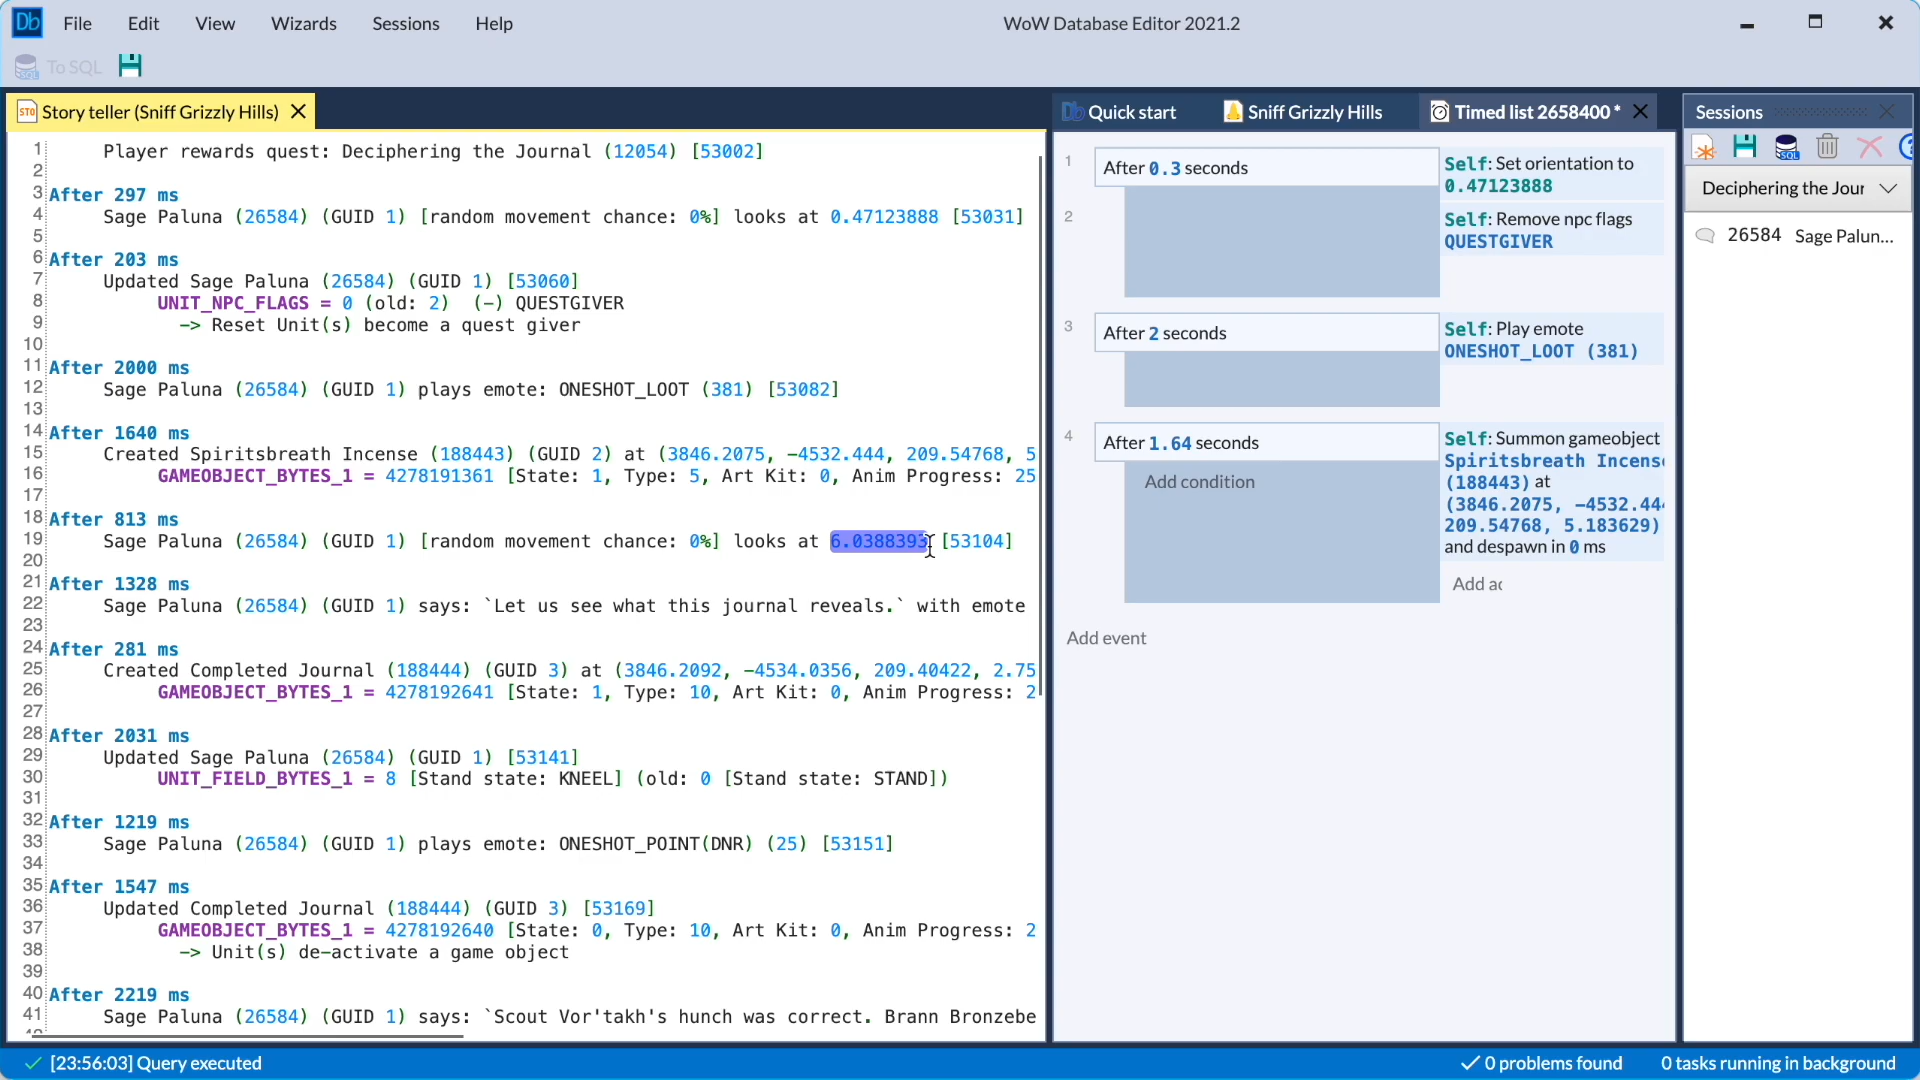 Db File Edit View Wizards Sessions Help WoW Database Editor 2021.2
SQL To SQL
STO Story teller (Sniff Grizzly Hills)
1 Player rewards quest: Deciphering the Journal (12054) [53002]
2
3 After 297 ms
4 Sage Paluna (26584) (GUID 1) [random movement chance: 0%] looks at 0.47123888 [53031]
5
6 After 203 ms
7 Updated Sage Paluna (26584) (GUID 1) [53060]
8 UNIT_NPC_FLAGS = 0 (old: 2) (-) QUESTGIVER
9 -> Reset Unit(s) become a quest giver
10
11 After 2000 ms
12 Sage Paluna (26584) (GUID 1) plays emote: ONESHOT_LOOT (381) [53082]
13
14 After 1640 ms
15 Created Spiritsbreath Incense (188443) (GUID 2) at (3846.2075, -4532.444, 209.54768, 5
16 GAMEOBJECT_BYTES_1 = 4278191361 [State: 1, Type: 5, Art Kit: 0, Anim Progress: 25
17
18 After 813 ms
19 Sage Paluna (26584) (GUID 1) [random movement chance: 0%] looks at 6.0388393 [53104]
20
21 After 1328 ms
22 Sage Paluna (26584) (GUID 1) says: `Let us see what this journal reveals.` with emote
23
24 After 281 ms
25 Created Completed Journal (188444) (GUID 3) at (3846.2092, -4534.0356, 209.40422, 2.75
26 GAMEOBJECT_BYTES_1 = 4278192641 [State: 1, Type: 10, Art Kit: 0, Anim Progress: 2
27
28 After 2031 ms
29 Updated Sage Paluna (26584) (GUID 1) [53141]
30 UNIT_FIELD_BYTES_1 = 8 [Stand state: KNEEL] (old: 0 [Stand state: STAND])
31
32 After 1219 ms
33 Sage Paluna (26584) (GUID 1) plays emote: ONESHOT_POINT(DNR) (25) [53151]
34
35 After 1547 ms
36 Updated Completed Journal (188444) (GUID 3) [53169]
37 GAMEOBJECT_BYTES_1 = 4278192640 [State: 0, Type: 10, Art Kit: 0, Anim Progress: 2
38 -> Unit(s) de-activate a game object
39
40 After 2219 ms
41 Sage Paluna (26584) (GUID 1) says: `Scout Vor'takh's hunch was correct. Brann Bronzebe
Db Quick start Sniff Grizzly Hills Timed list 2658400 *
1 After 0.3 seconds
Self: Set orientation to
0.47123888
2 Self: Remove npc flags
QUESTGIVER
3 After 2 seconds
Self: Play emote
ONESHOT_LOOT (381)
4 After 1.64 seconds
Add condition
Self: Summon gameobject
Spiritsbreath Incense
(188443) at
(3846.2075, -4532.44
209.54768, 5.183629)
and despawn in 0 ms
Add ac
Add event
Sessions
SQL
Deciphering the Jour
26584 Sage Palun...
[23:56:03] Query executed 0 problems found 0 tasks running in background